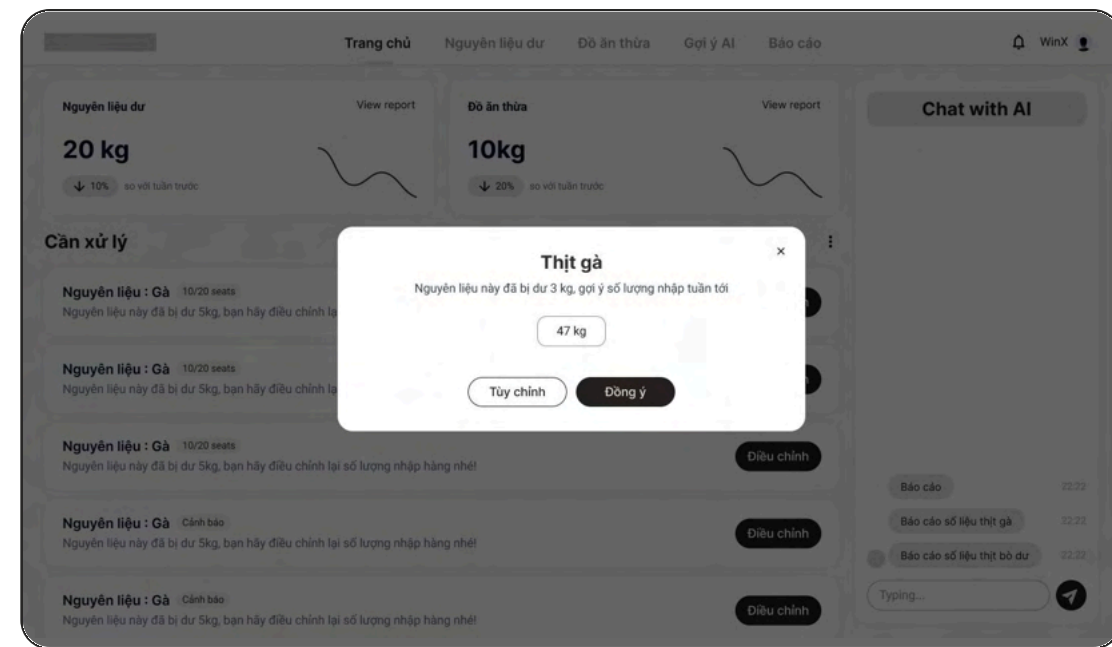 Trang chủ Nguyên liệu dư Đồ ăn thừa Gợi ý AI Báo cáo WinX
Nguyên liệu dư View report
20 kg
10% so với tuần trước
Đồ ăn thừa View report
10kg
20% so với tuần trước
Cần xử lý
Nguyên liệu : Gà 10/20 seats
Nguyên liệu này đã bị dư 5kg, bạn hãy điều chỉnh lạ
Nguyên liệu : Gà 10/20 seats
Nguyên liệu này đã bị dư 5kg, bạn hãy điều chỉnh lạ
Nguyên liệu : Gà 10/20 seats
Nguyên liệu này đã bị dư 5kg, bạn hãy điều chỉnh lại số lượng nhập hàng nhé!
Điều chỉnh
Nguyên liệu : Gà Cảnh báo
Nguyên liệu này đã bị dư 5kg, bạn hãy điều chỉnh lại số lượng nhập hàng nhé!
Điều chỉnh
Nguyên liệu : Gà Cảnh báo
Nguyên liệu này đã bị dư 5kg, bạn hãy điều chỉnh lại số lượng nhập hàng nhé!
Điều chỉnh
Thịt gà
Nguyên liệu này đã bị dư 3 kg, gợi ý số lượng nhập tuần tới
47 kg
Tùy chỉnh Đồng ý
Chat with AI
Báo cáo 22:22
Báo cáo số liệu thịt gà 22:22
Báo cáo số liệu thịt bò dư 22:22
Typing...